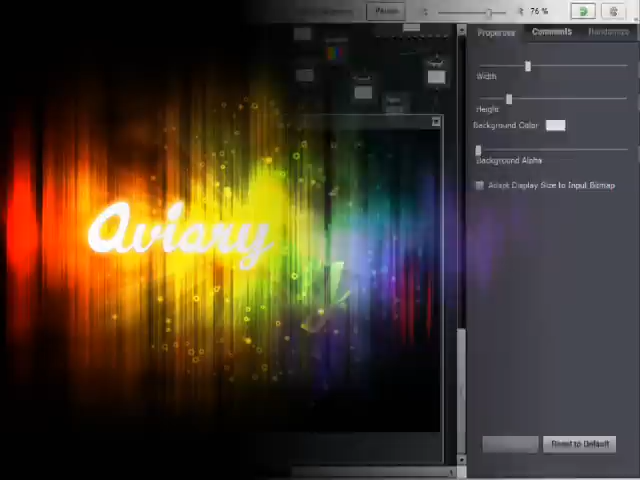 76 %
Properties Comments Randomize
Width
Height
Background Color
Background Alpha
Adapt Display Size to Input Bitmap
Aviary
Reset to Default